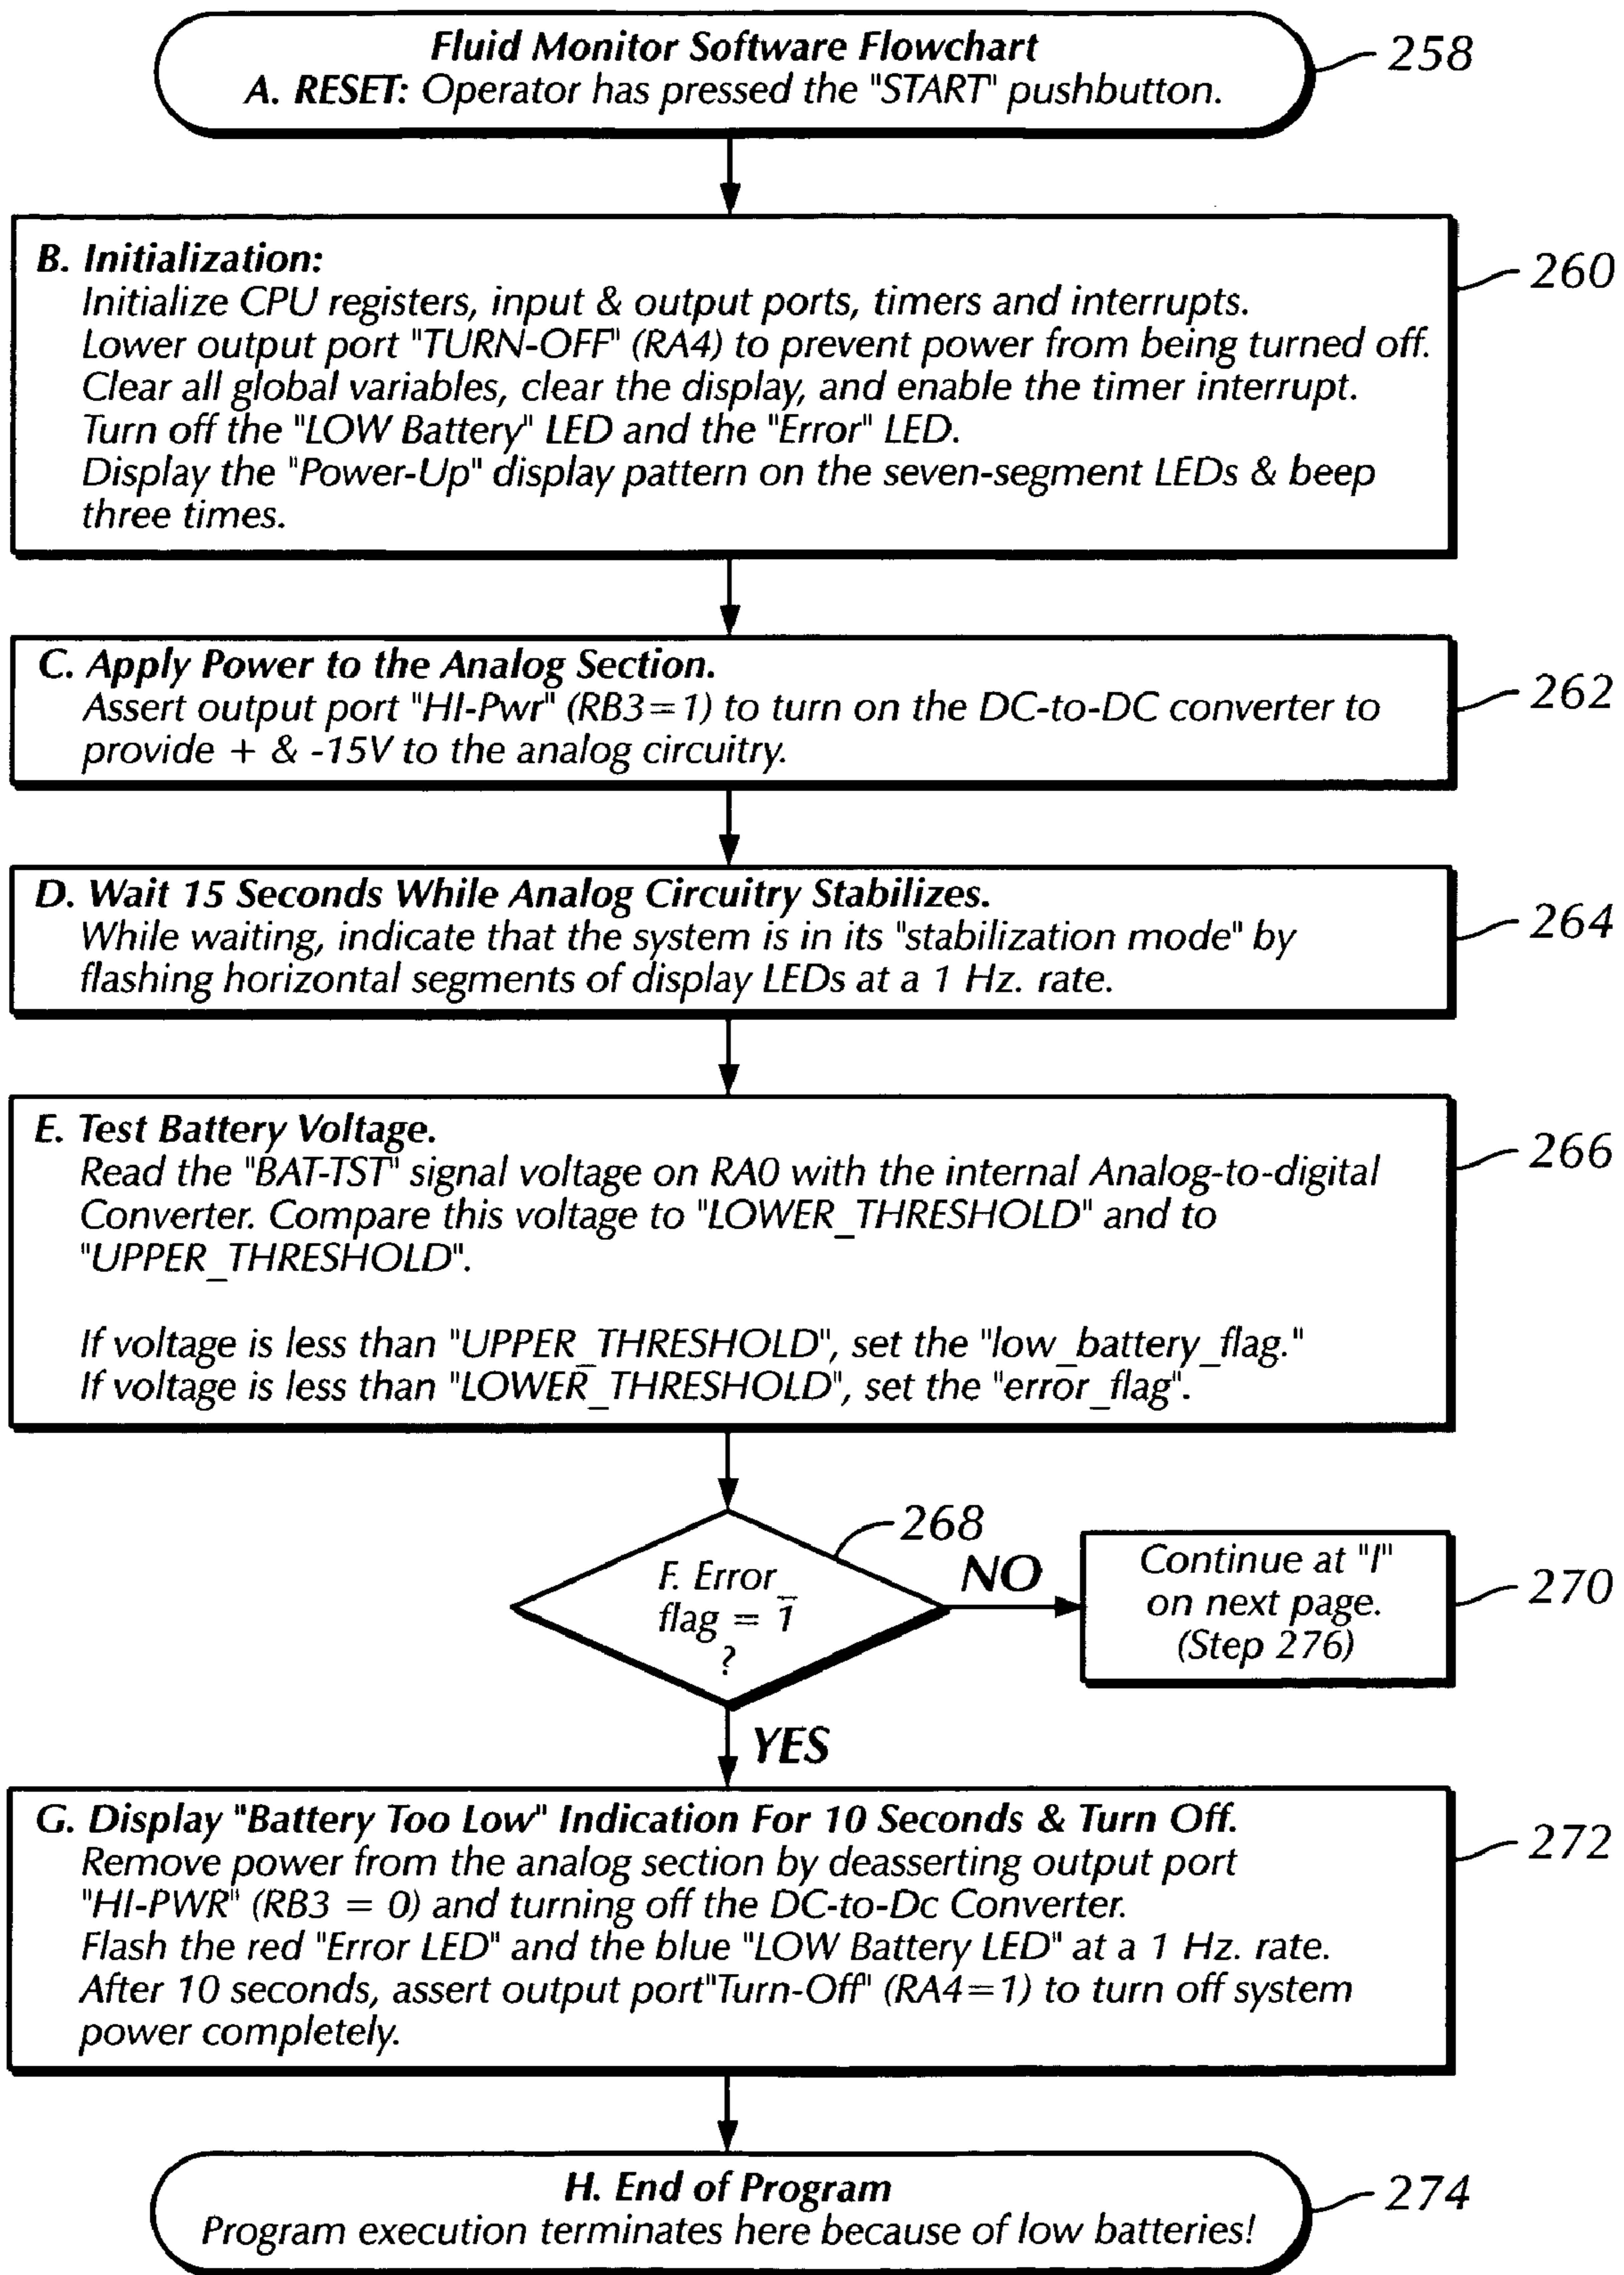 Fluid Monitor Software Flowchart
A. RESET: Operator has pressed the "START" pushbutton.
258
B. Initialization:
Initialize CPU registers, input & output ports, timers and interrupts.
Lower output port "TURN-OFF" (RA4) to prevent power from being turned off.
Clear all global variables, clear the display, and enable the timer interrupt.
Turn off the "LOW Battery" LED and the "Error" LED.
Display the "Power-Up" display pattern on the seven-segment LEDs & beep
three times.
260
C. Apply Power to the Analog Section.
Assert output port "HI-Pwr" (RB3=1) to turn on the DC-to-DC converter to
provide + & -15V to the analog circuitry.
262
D. Wait 15 Seconds While Analog Circuitry Stabilizes.
While waiting, indicate that the system is in its "stabilization mode" by
flashing horizontal segments of display LEDs at a 1 Hz. rate.
264
E. Test Battery Voltage.
Read the "BAT-TST" signal voltage on RA0 with the internal Analog-to-digital
Converter. Compare this voltage to "LOWER_THRESHOLD" and to
"UPPER_THRESHOLD".
If voltage is less than "UPPER_THRESHOLD", set the "low_battery_flag."
If voltage is less than "LOWER_THRESHOLD", set the "error_flag".
266
268
F. Error_
flag = 1
?
NO
Continue at "I"
on next page.
(Step 276)
270
YES
G. Display "Battery Too Low" Indication For 10 Seconds & Turn Off.
Remove power from the analog section by deasserting output port
"HI-PWR" (RB3 = 0) and turning off the DC-to-Dc Converter.
Flash the red "Error LED" and the blue "LOW Battery LED" at a 1 Hz. rate.
After 10 seconds, assert output port"Turn-Off" (RA4=1) to turn off system
power completely.
272
H. End of Program
Program execution terminates here because of low batteries!
274